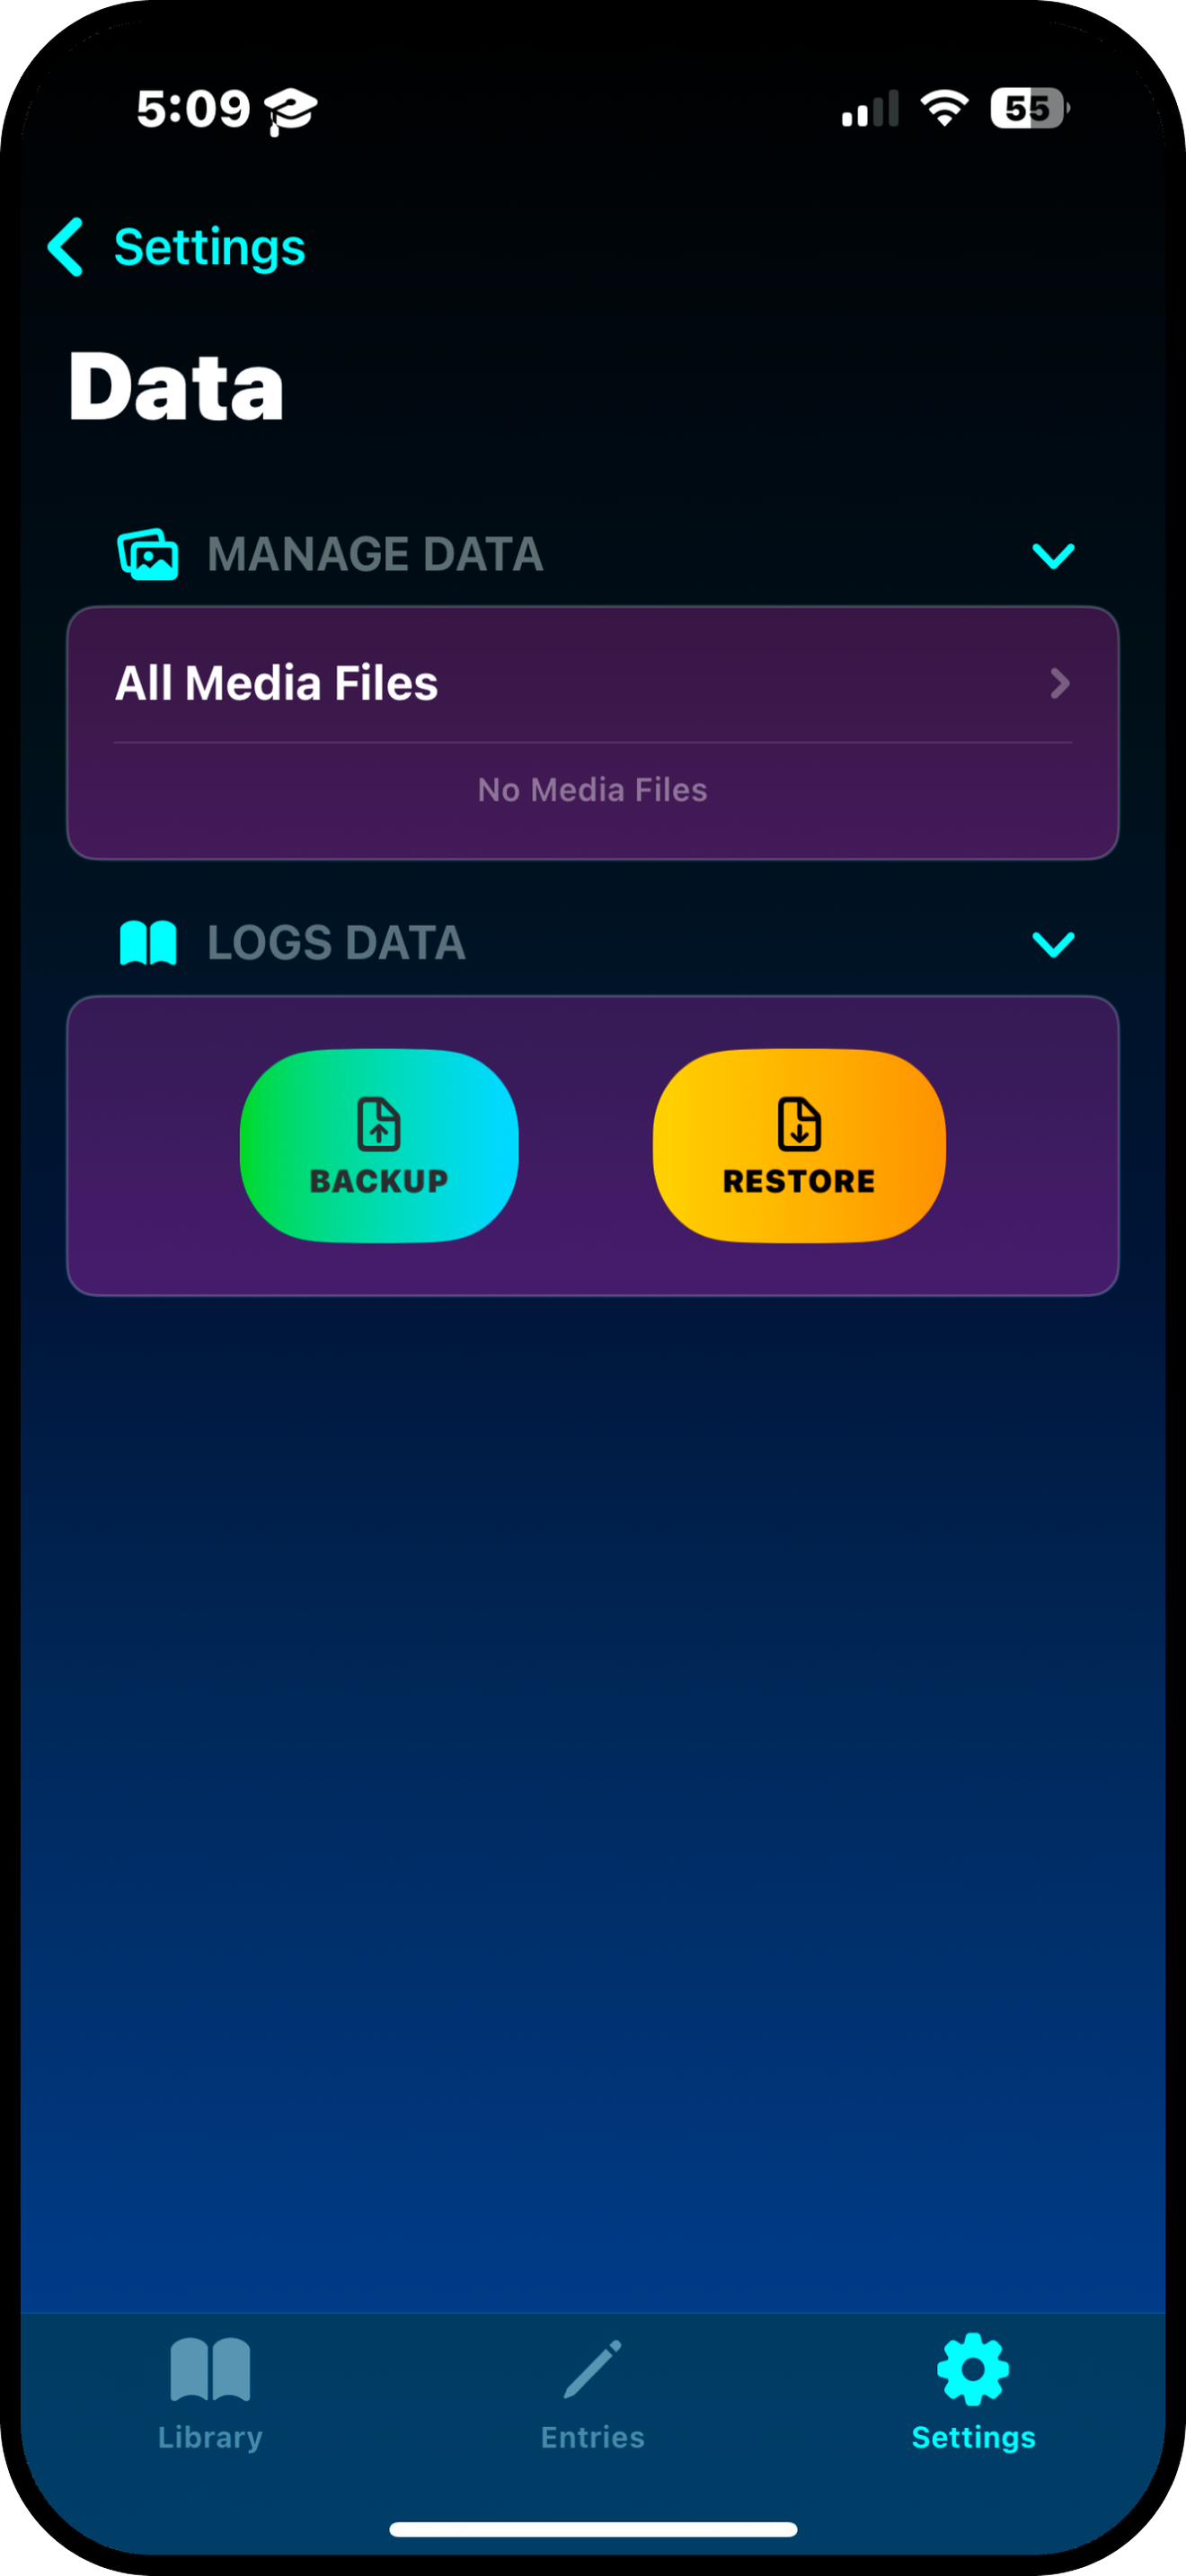 5:09
55
Settings
Data
MANAGE DATA
All Media Files
No Media Files
LOGS DATA
BACKUP
RESTORE
Library
Entries
Settings